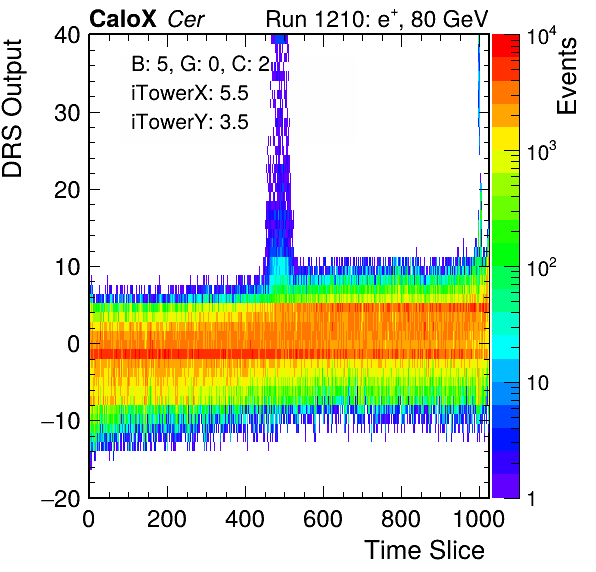 CaloX Cer Run 1210: e+, 80 GeV
B: 5, G: 0, C: 2
iTowerX: 5.5
iTowerY: 3.5
DRS Output
40
30
20
10
0
−10
−20
0 200 400 600 800 1000
Time Slice
10^4
10^3
10^2
10
1
Events